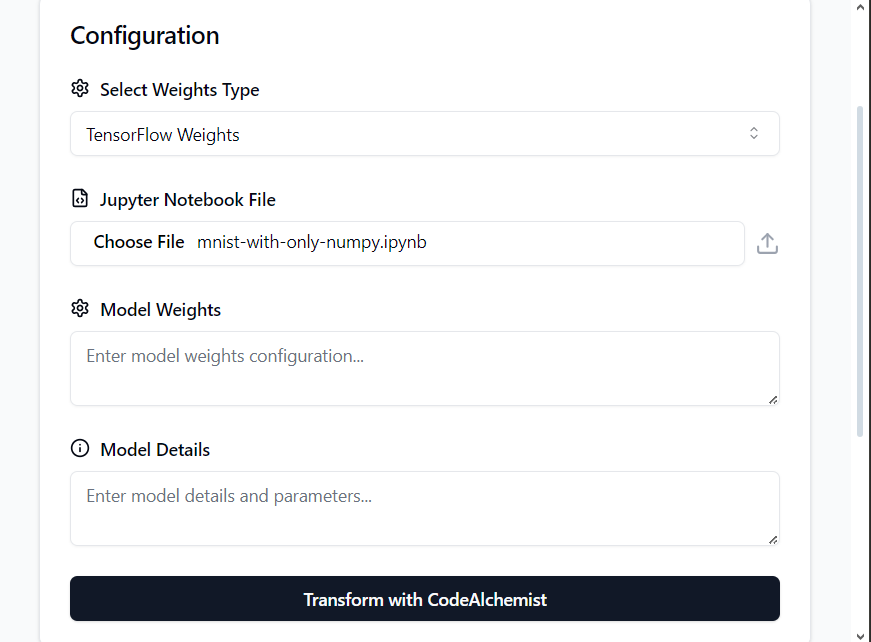 Configuration
Select Weights Type
TensorFlow Weights
Jupyter Notebook File
Choose File mnist-with-only-numpy.ipynb
Model Weights
Enter model weights configuration...
Model Details
Enter model details and parameters...
Transform with CodeAlchemist